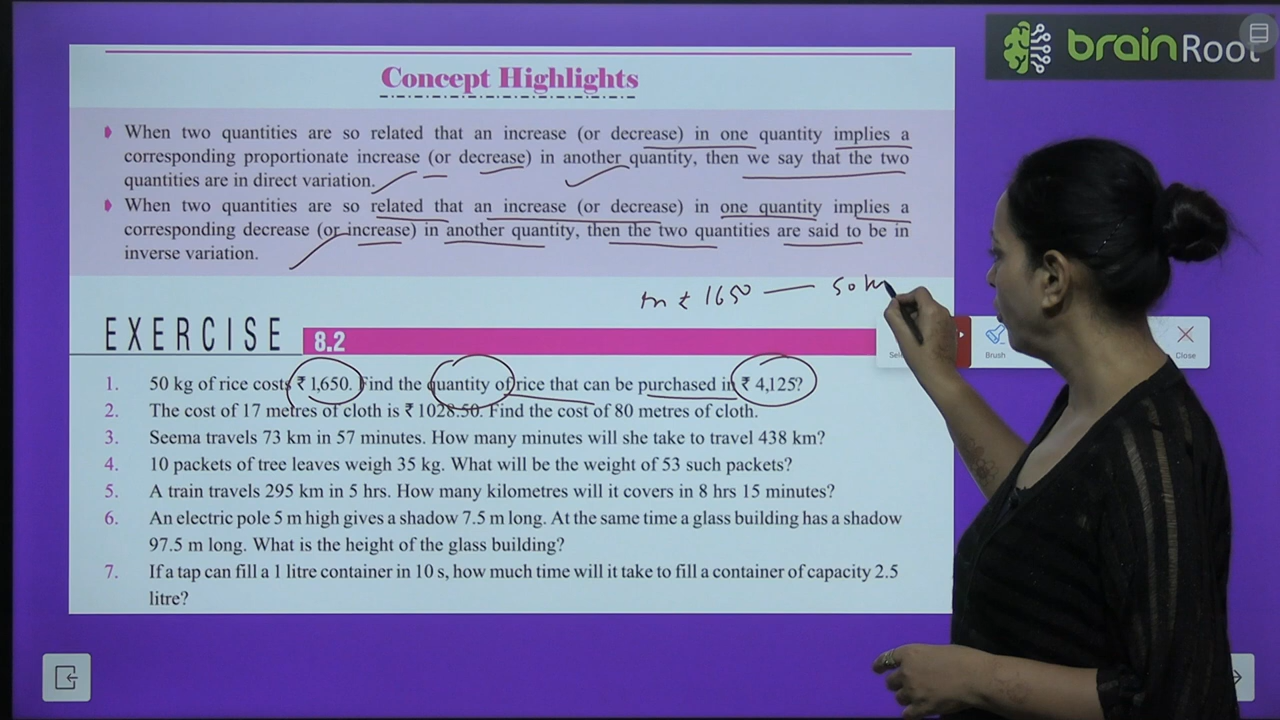 brainRoot
Concept Highlights
When two quantities are so related that an increase (or decrease) in one quantity implies a
corresponding proportionate increase (or decrease) in another quantity, then we say that the two
quantities are in direct variation.
When two quantities are so related that an increase (or decrease) in one quantity implies a
corresponding decrease (or increase) in another quantity, then the two quantities are said to be in
inverse variation.
In ₹ 1650 — 50 k
EXERCISE 8.2
Brush Close
1. 50 kg of rice costs ₹ 1,650. Find the quantity of rice that can be purchased in ₹ 4,125?
2. The cost of 17 metres of cloth is ₹ 1028.50. Find the cost of 80 metres of cloth.
3. Seema travels 73 km in 57 minutes. How many minutes will she take to travel 438 km?
4. 10 packets of tree leaves weigh 35 kg. What will be the weight of 53 such packets?
5. A train travels 295 km in 5 hrs. How many kilometres will it covers in 8 hrs 15 minutes?
6. An electric pole 5 m high gives a shadow 7.5 m long. At the same time a glass building has a shadow
97.5 m long. What is the height of the glass building?
7. If a tap can fill a 1 litre container in 10 s, how much time will it take to fill a container of capacity 2.5
litre?